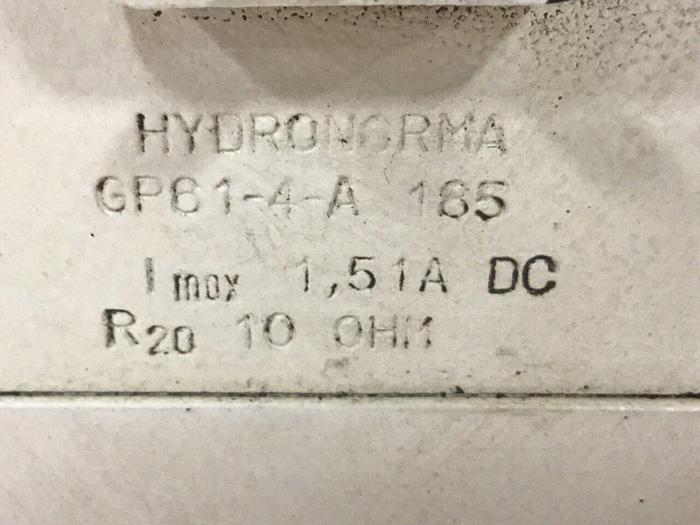 HYDRONORMA
GP61-4-A 185
I max 1,51A DC
R20 10 OHM